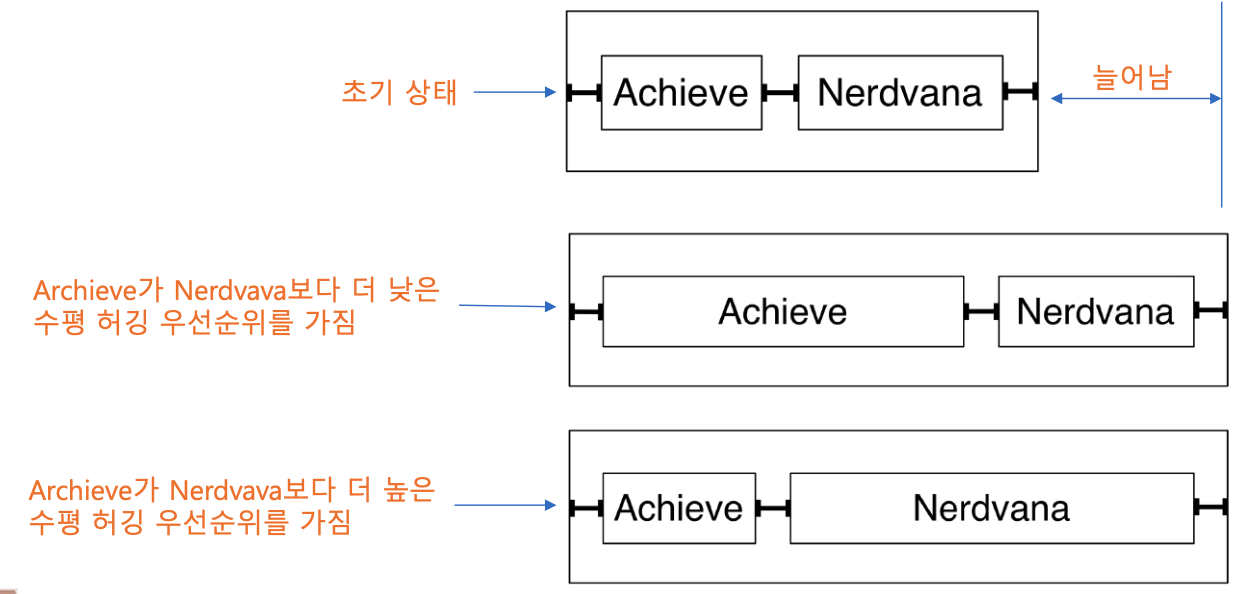 초기 상태
Achieve
Nerdvana
늘어남
Archieve가 Nerdvava보다 더 낮은
수평 허깅 우선순위를 가짐
Achieve
Nerdvana
Archieve가 Nerdvava보다 더 높은
수평 허깅 우선순위를 가짐
Achieve
Nerdvana